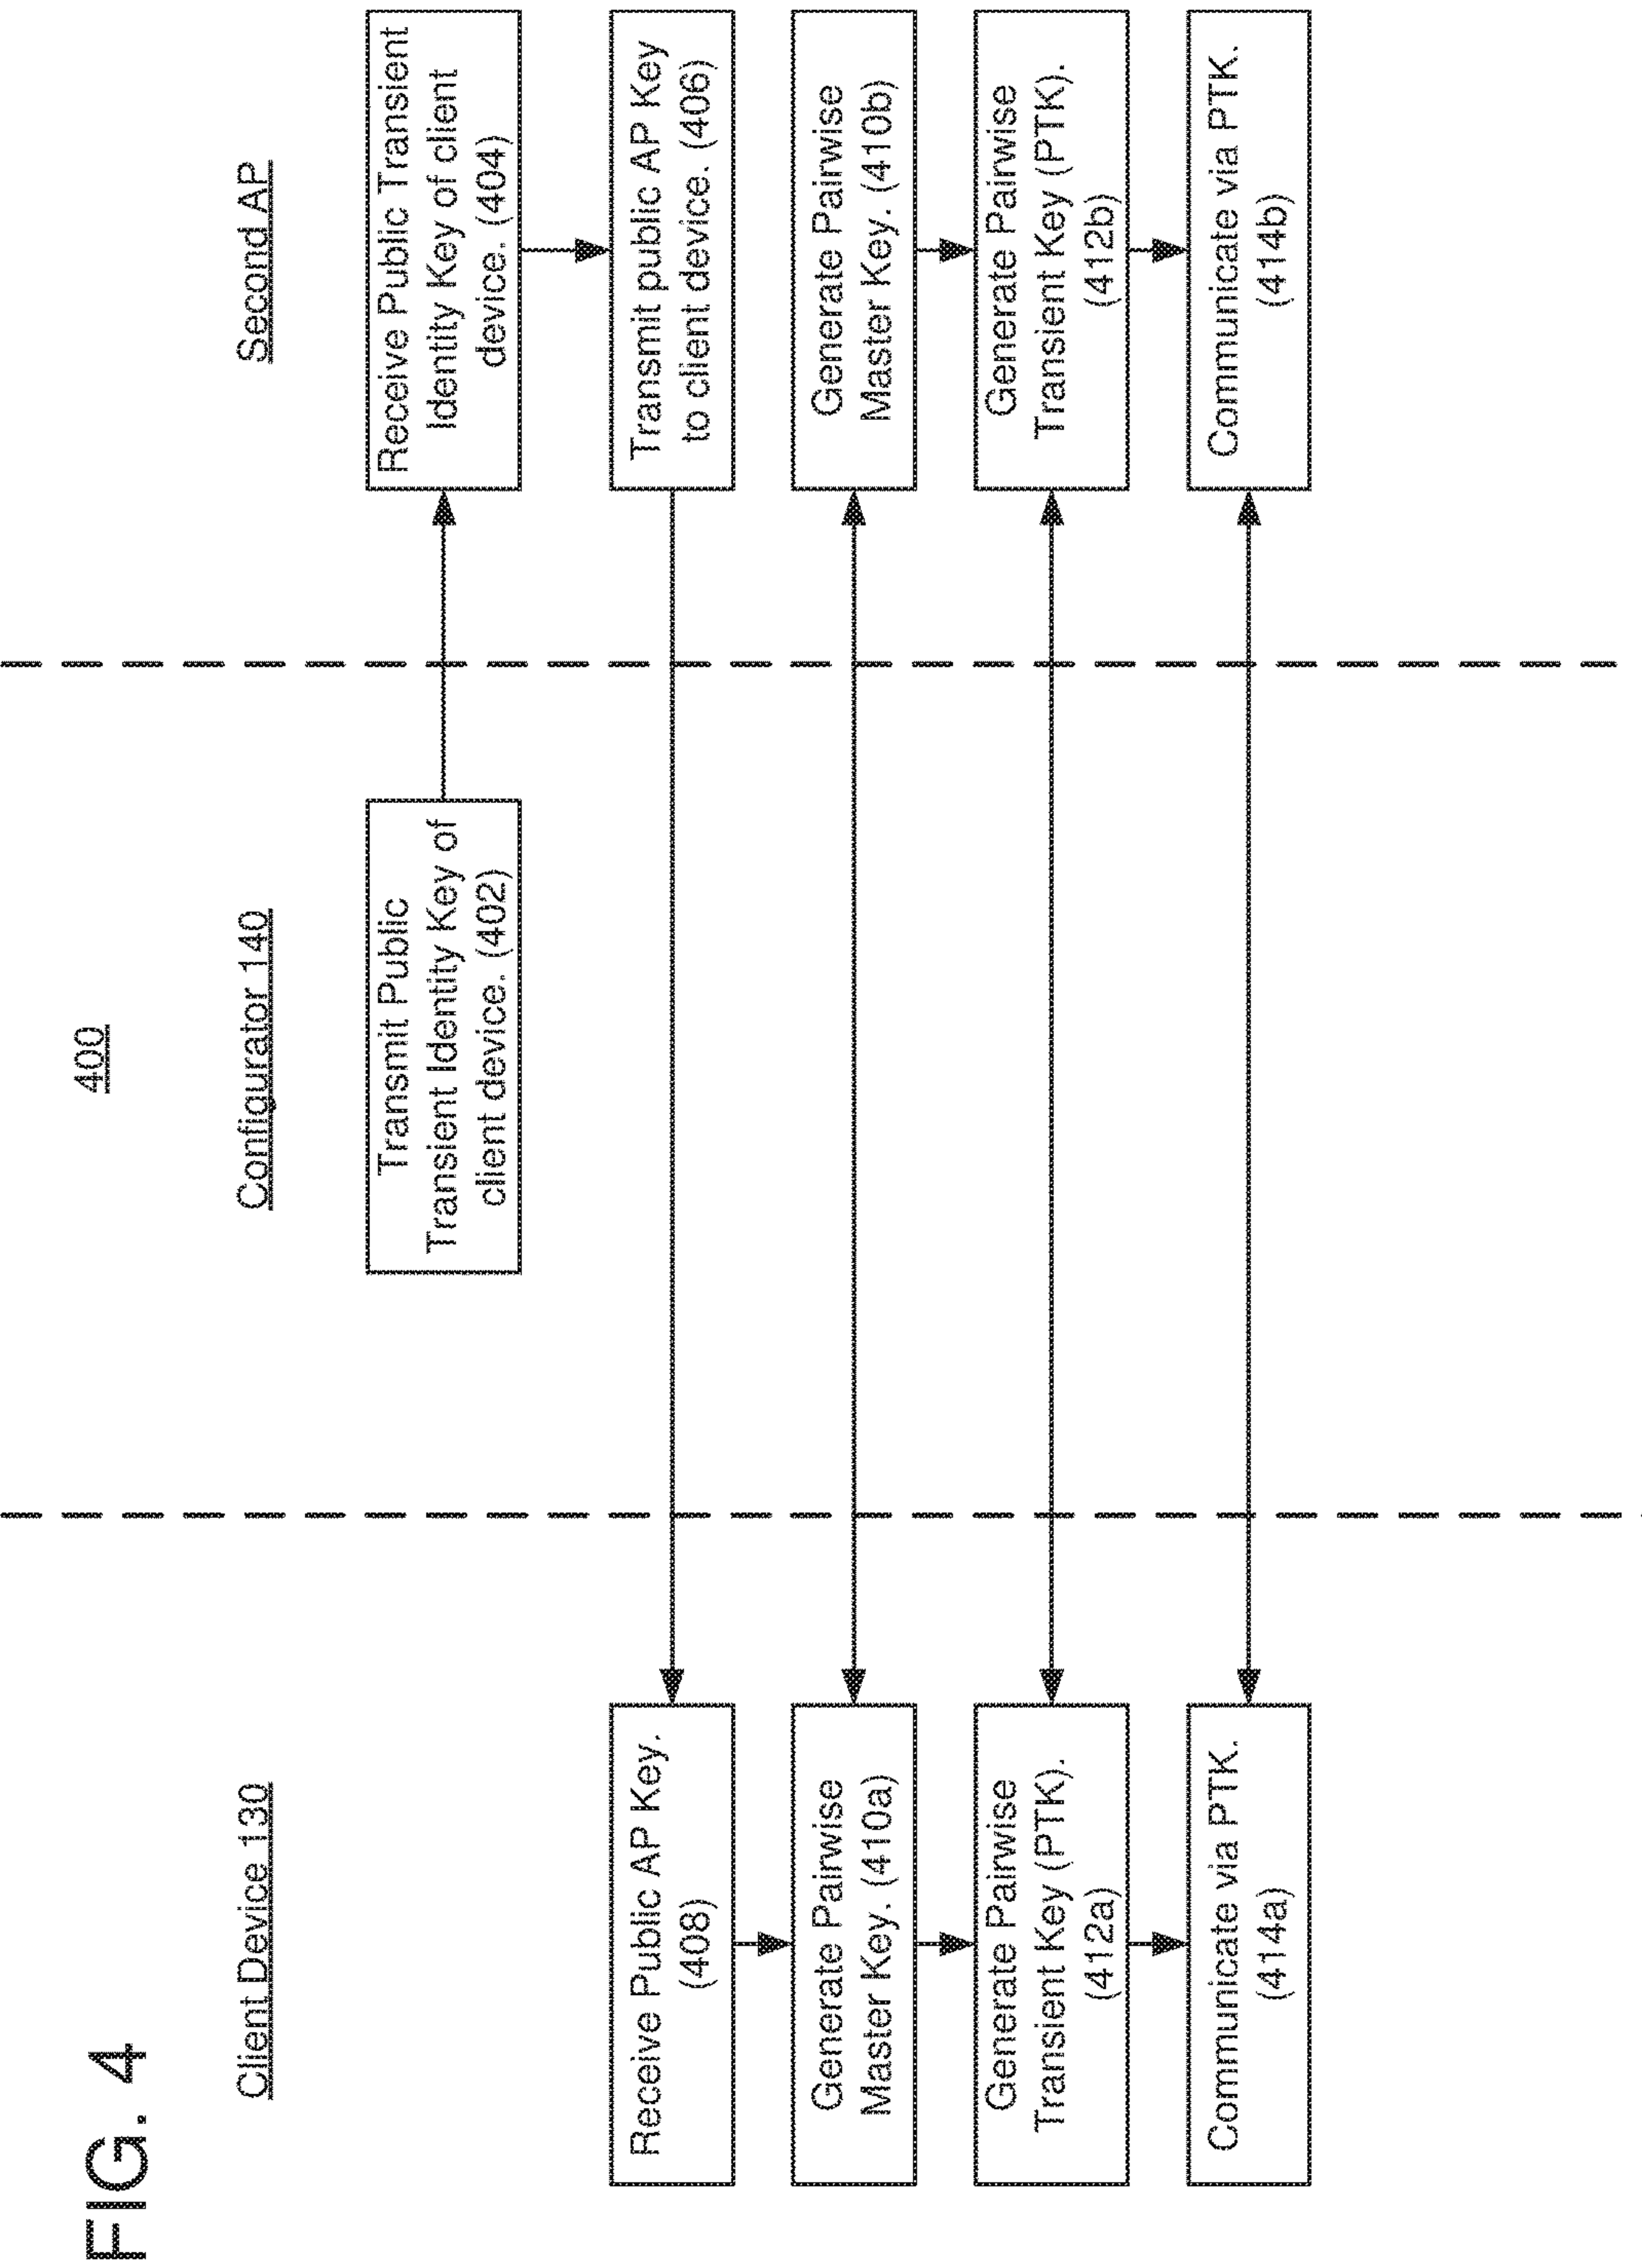 FIG. 4
400
Client Device 130
Configurator 140
Second AP
Transmit Public
Transient Identity Key of
client device. (402)
Receive Public Transient
Identity Key of client
device. (404)
Receive Public AP Key.
(408)
Transmit public AP Key
to client device. (406)
Generate Pairwise
Master Key. (410a)
Generate Pairwise
Master Key. (410b)
Generate Pairwise
Transient Key (PTK).
(412a)
Generate Pairwise
Transient Key (PTK).
(412b)
Communicate via PTK.
(414a)
Communicate via PTK.
(414b)